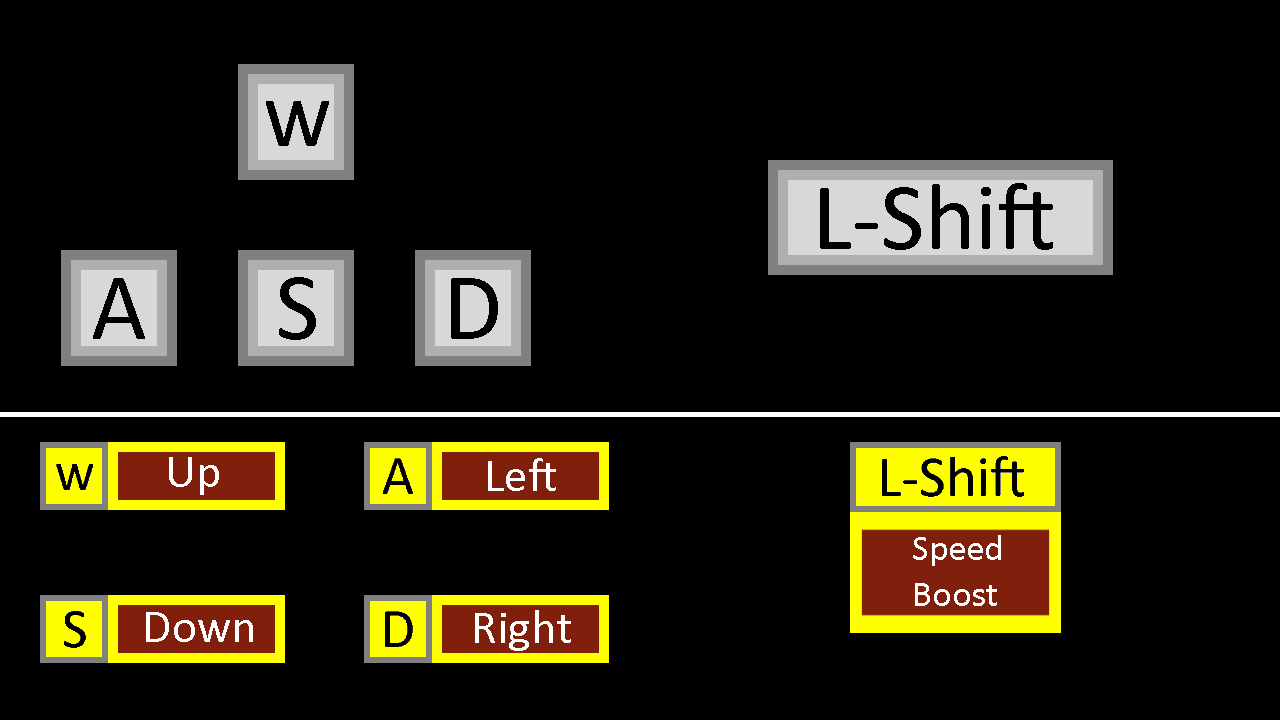 W
A S D
L-Shift
W Up
A Left
S Down
D Right
L-Shift
Speed
Boost